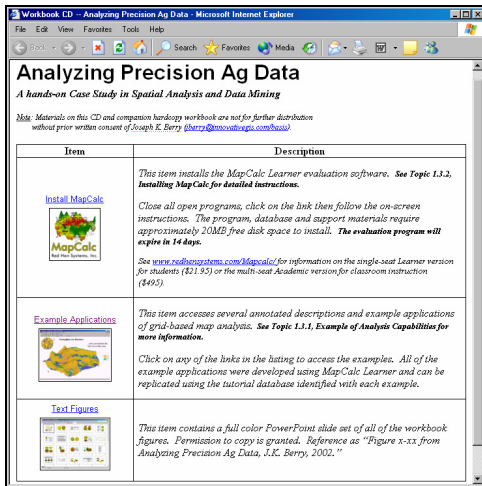 Workbook CD -- Analyzing Precision Ag Data - Microsoft Internet Explorer
File Edit View Favorites Tools Help
Back Search Favorites Media
Analyzing Precision Ag Data
A hands-on Case Study in Spatial Analysis and Data Mining
Note: Materials on this CD and companion hardcopy workbook are not for further distribution
without prior written consent of Joseph K. Berry (jberry@innovativegis.com/basis).
Item Description
Install MapCalc
MapCalc
Red Hen Systems, Inc.
This item installs the MapCalc Learner evaluation software. See Topic 1.3.2,
Installing MapCalc for detailed instructions.
Close all open programs, click on the link then follow the on-screen
instructions. The program, database and support materials require
approximately 20MB free disk space to install. The evaluation program will
expire in 14 days.
See www.redhensystems.com/Mapcalc/ for information on the single-seat Learner version
for students ($21.95) or the multi-seat Academic version for classroom instruction
($495).
Example Applications
This item accesses several annotated descriptions and example applications
of grid-based map analysis. See Topic 1.3.1, Example of Analysis Capabilities for
more information.
Click on any of the links in the listing to access the examples. All of the
example applications were developed using MapCalc Learner and can be
replicated using the tutorial database identified with each example.
Text Figures
This item contains a full color PowerPoint slide set of all of the workbook
figures. Permission to copy is granted. Reference as “Figure x-xx from
Analyzing Precision Ag Data, J.K. Berry, 2002.”